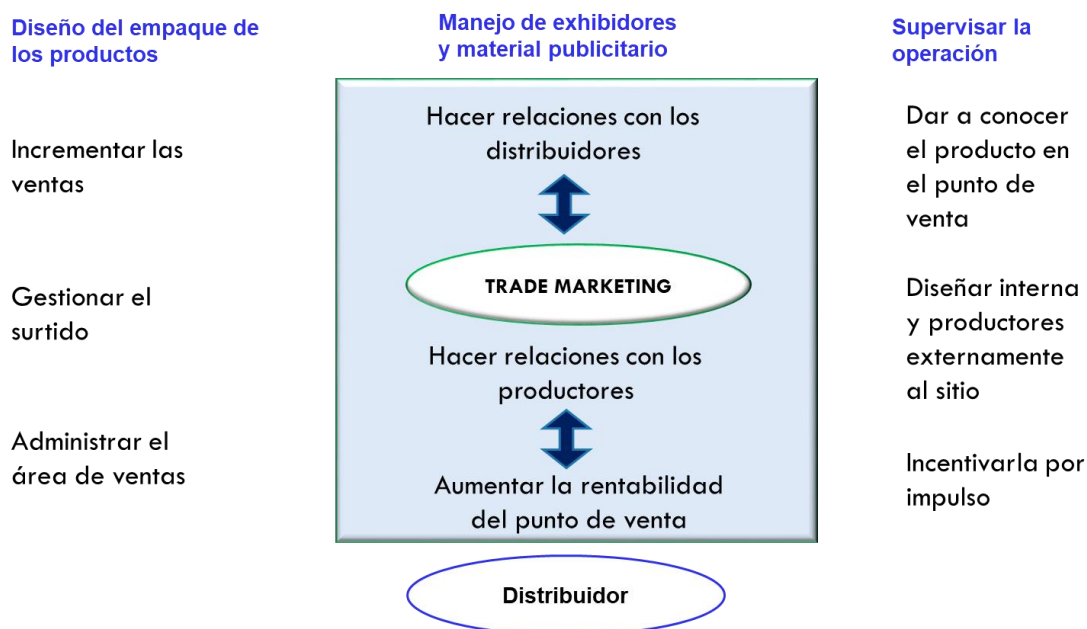 Diseño del empaque de
los productos
Manejo de exhibidores
y material publicitario
Supervisar la
operación
Incrementar las
ventas
Gestionar el
surtido
Administrar el
área de ventas
Hacer relaciones con los
distribuidores
TRADE MARKETING
Hacer relaciones con los
productores
Aumentar la rentabilidad
del punto de venta
Dar a conocer
el producto en
el punto de
venta
Diseñar interna
y productores
externamente
al sitio
Incentivarla por
impulso
Distribuidor